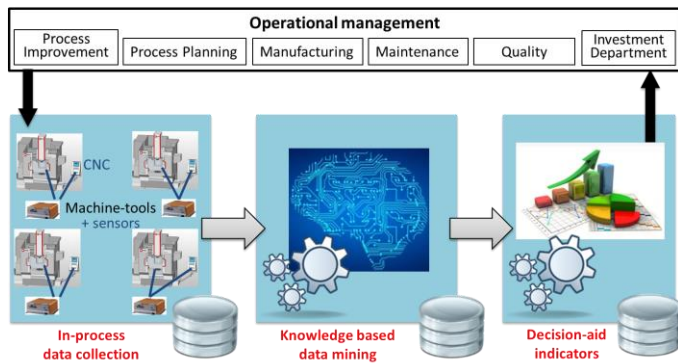 Operational management
Process
Improvement
Process Planning
Manufacturing
Maintenance
Quality
Investment
Department
CNC
Machine-tools
+ sensors
In-process
data collection
Knowledge based
data mining
Decision-aid
indicators